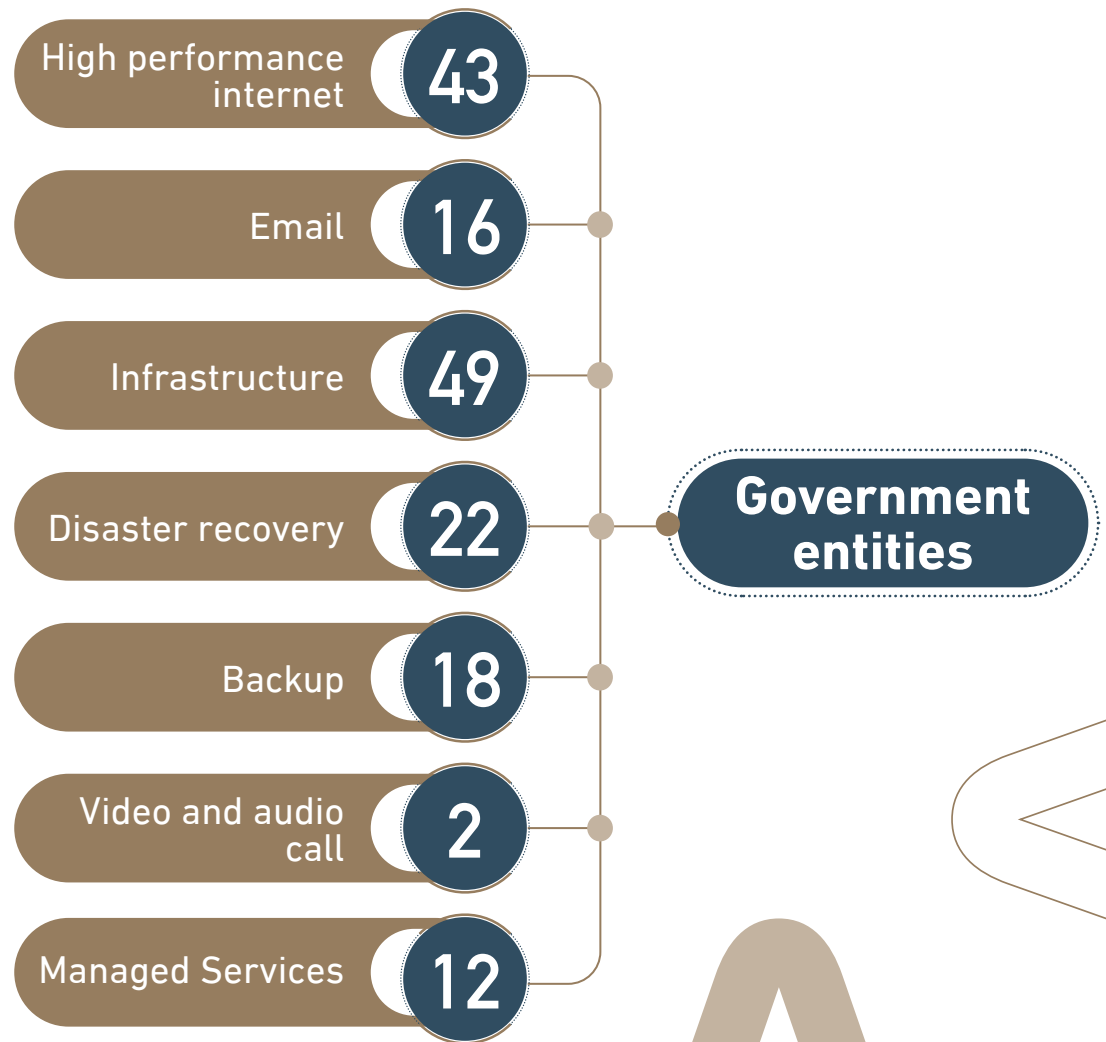 High performance
internet
43
Email
16
Infrastructure
49
Disaster recovery
22
Backup
18
Video and audio
call
2
Managed Services
12
Government
entities